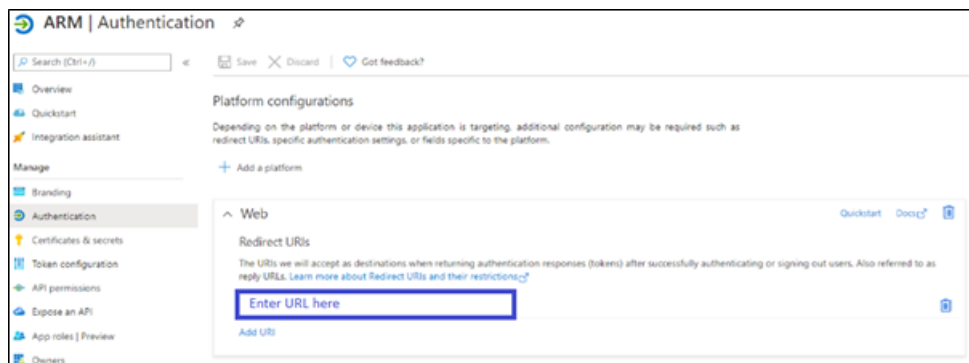 ARM | Authentication
Search (Ctrl+/)
«
Save
Discard
Got feedback?
Overview
Quickstart
Integration assistant
Manage
Branding
Authentication
Certificates & secrets
Token configuration
API permissions
Expose an API
App roles | Preview
Owners
Platform configurations
Depending on the platform or device this application is targeting, additional configuration may be required such as
redirect URIs, specific authentication settings, or fields specific to the platform.
Add a platform
Web
Quickstart
Docs
Redirect URIs
The URIs we will accept as destinations when returning authentication responses (tokens) after successfully authenticating or signing out users. Also referred to as
reply URLs. Learn more about Redirect URIs and their restrictions
Enter URL here
Add URI